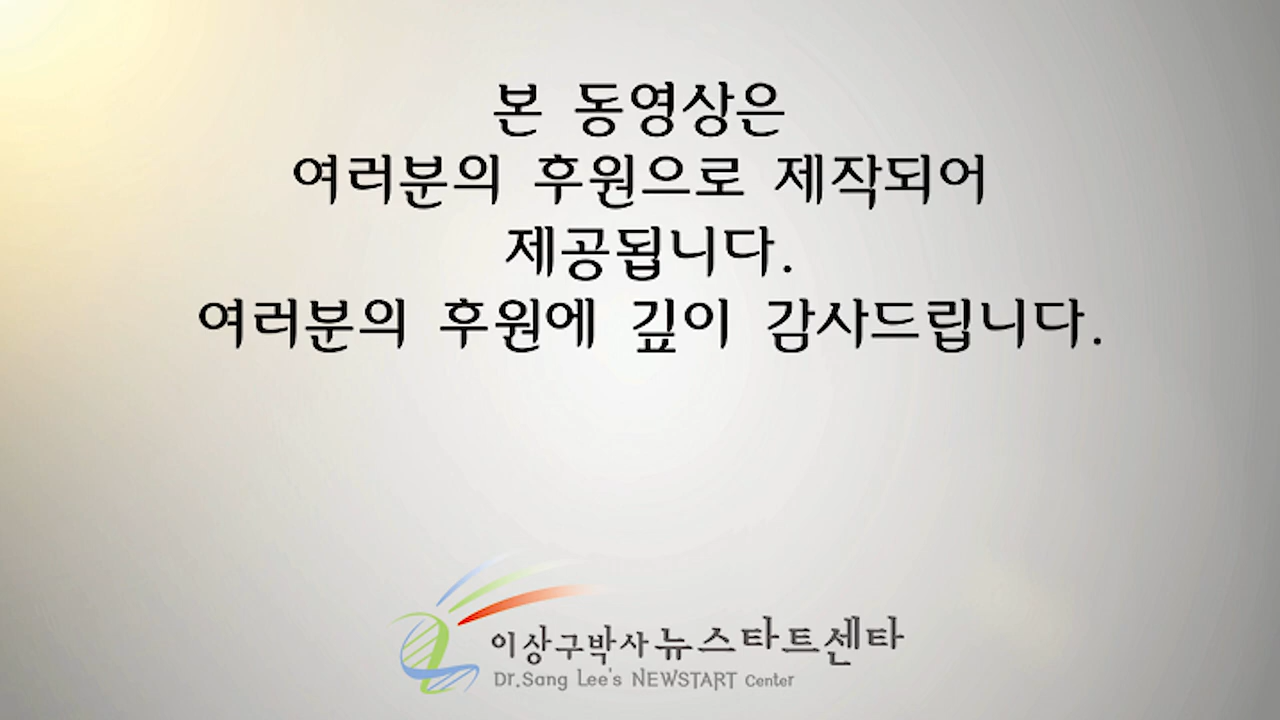 본 동영상은
여러분의 후원으로 제작되어
제공됩니다.
여러분의 후원에 깊이 감사드립니다.
이상구박사 뉴스타트센타
Dr.Sang Lee's NEWSTART Center